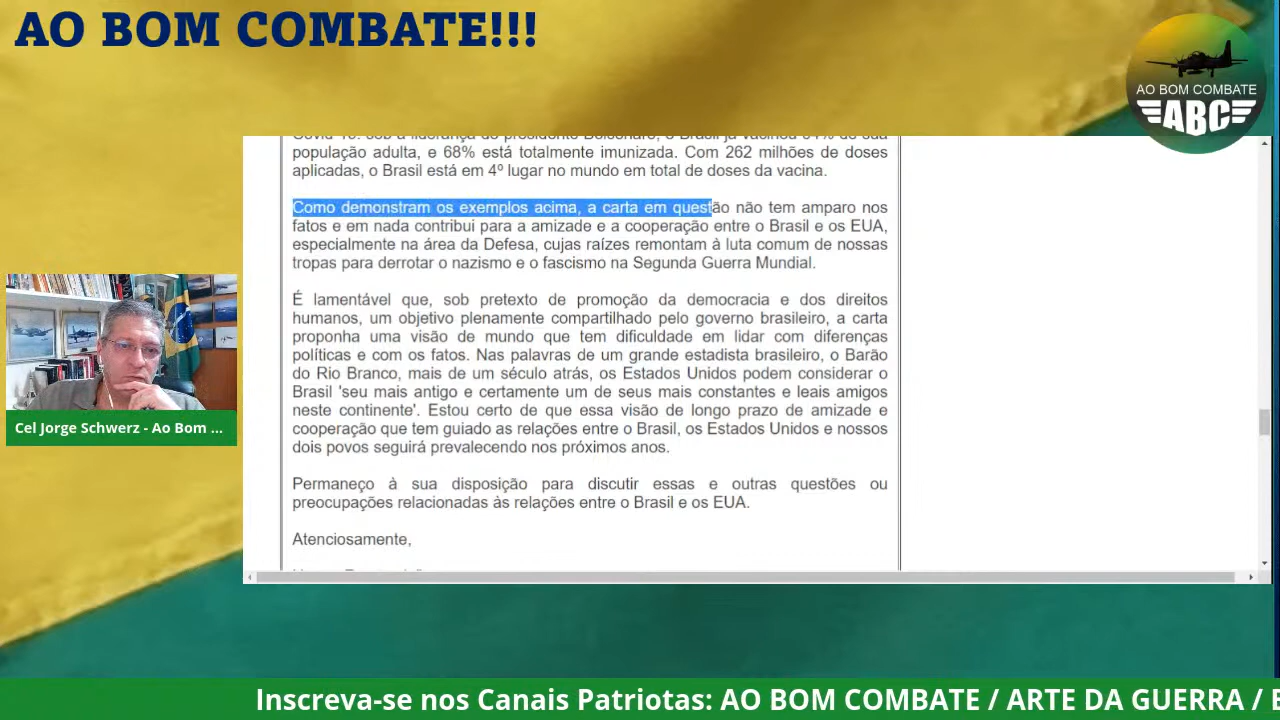 AO BOM COMBATE!!!
AO BOM COMBATE
ABC
população adulta, e 68% está totalmente imunizada. Com 262 milhões de doses
aplicadas, o Brasil está em 4º lugar no mundo em total de doses da vacina.
Como demonstram os exemplos acima, a carta em questão não tem amparo nos
fatos e em nada contribui para a amizade e a cooperação entre o Brasil e os EUA,
especialmente na área da Defesa, cujas raízes remontam à luta comum de nossas
tropas para derrotar o nazismo e o fascismo na Segunda Guerra Mundial.
É lamentável que, sob pretexto de promoção da democracia e dos direitos
humanos, um objetivo plenamente compartilhado pelo governo brasileiro, a carta
proponha uma visão de mundo que tem dificuldade em lidar com diferenças
políticas e com os fatos. Nas palavras de um grande estadista brasileiro, o Barão
do Rio Branco, mais de um século atrás, os Estados Unidos podem considerar o
Brasil 'seu mais antigo e certamente um de seus mais constantes e leais amigos
neste continente'. Estou certo de que essa visão de longo prazo de amizade e
cooperação que tem guiado as relações entre o Brasil, os Estados Unidos e nossos
dois povos seguirá prevalecendo nos próximos anos.
Permaneço à sua disposição para discutir essas e outras questões ou
preocupações relacionadas às relações entre o Brasil e os EUA.
Atenciosamente,
Cel Jorge Schwerz - Ao Bom ...
Inscreva-se nos Canais Patriotas: AO BOM COMBATE / ARTE DA GUERRA /